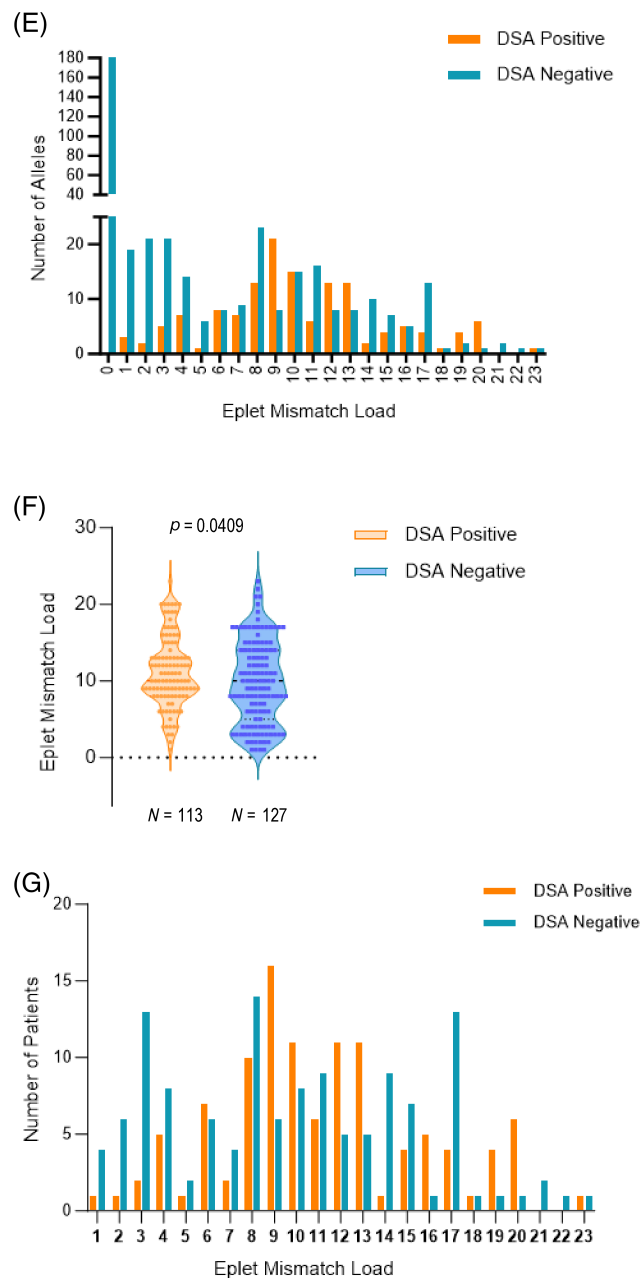 (E)
DSA Positive
DSA Negative
Number of Alleles
180
160
140
120
100
80
60
40
20
10
0
0 1 2 3 4 5 6 7 8 9 10 11 12 13 14 15 16 17 18 19 20 21 22 23
Eplet Mismatch Load
(F)
p = 0.0409
DSA Positive
DSA Negative
Eplet Mismatch Load
30
20
10
0
N = 113 N = 127
(G)
DSA Positive
DSA Negative
Number of Patients
20
15
10
5
0
1 2 3 4 5 6 7 8 9 10 11 12 13 14 15 16 17 18 19 20 21 22 23
Eplet Mismatch Load